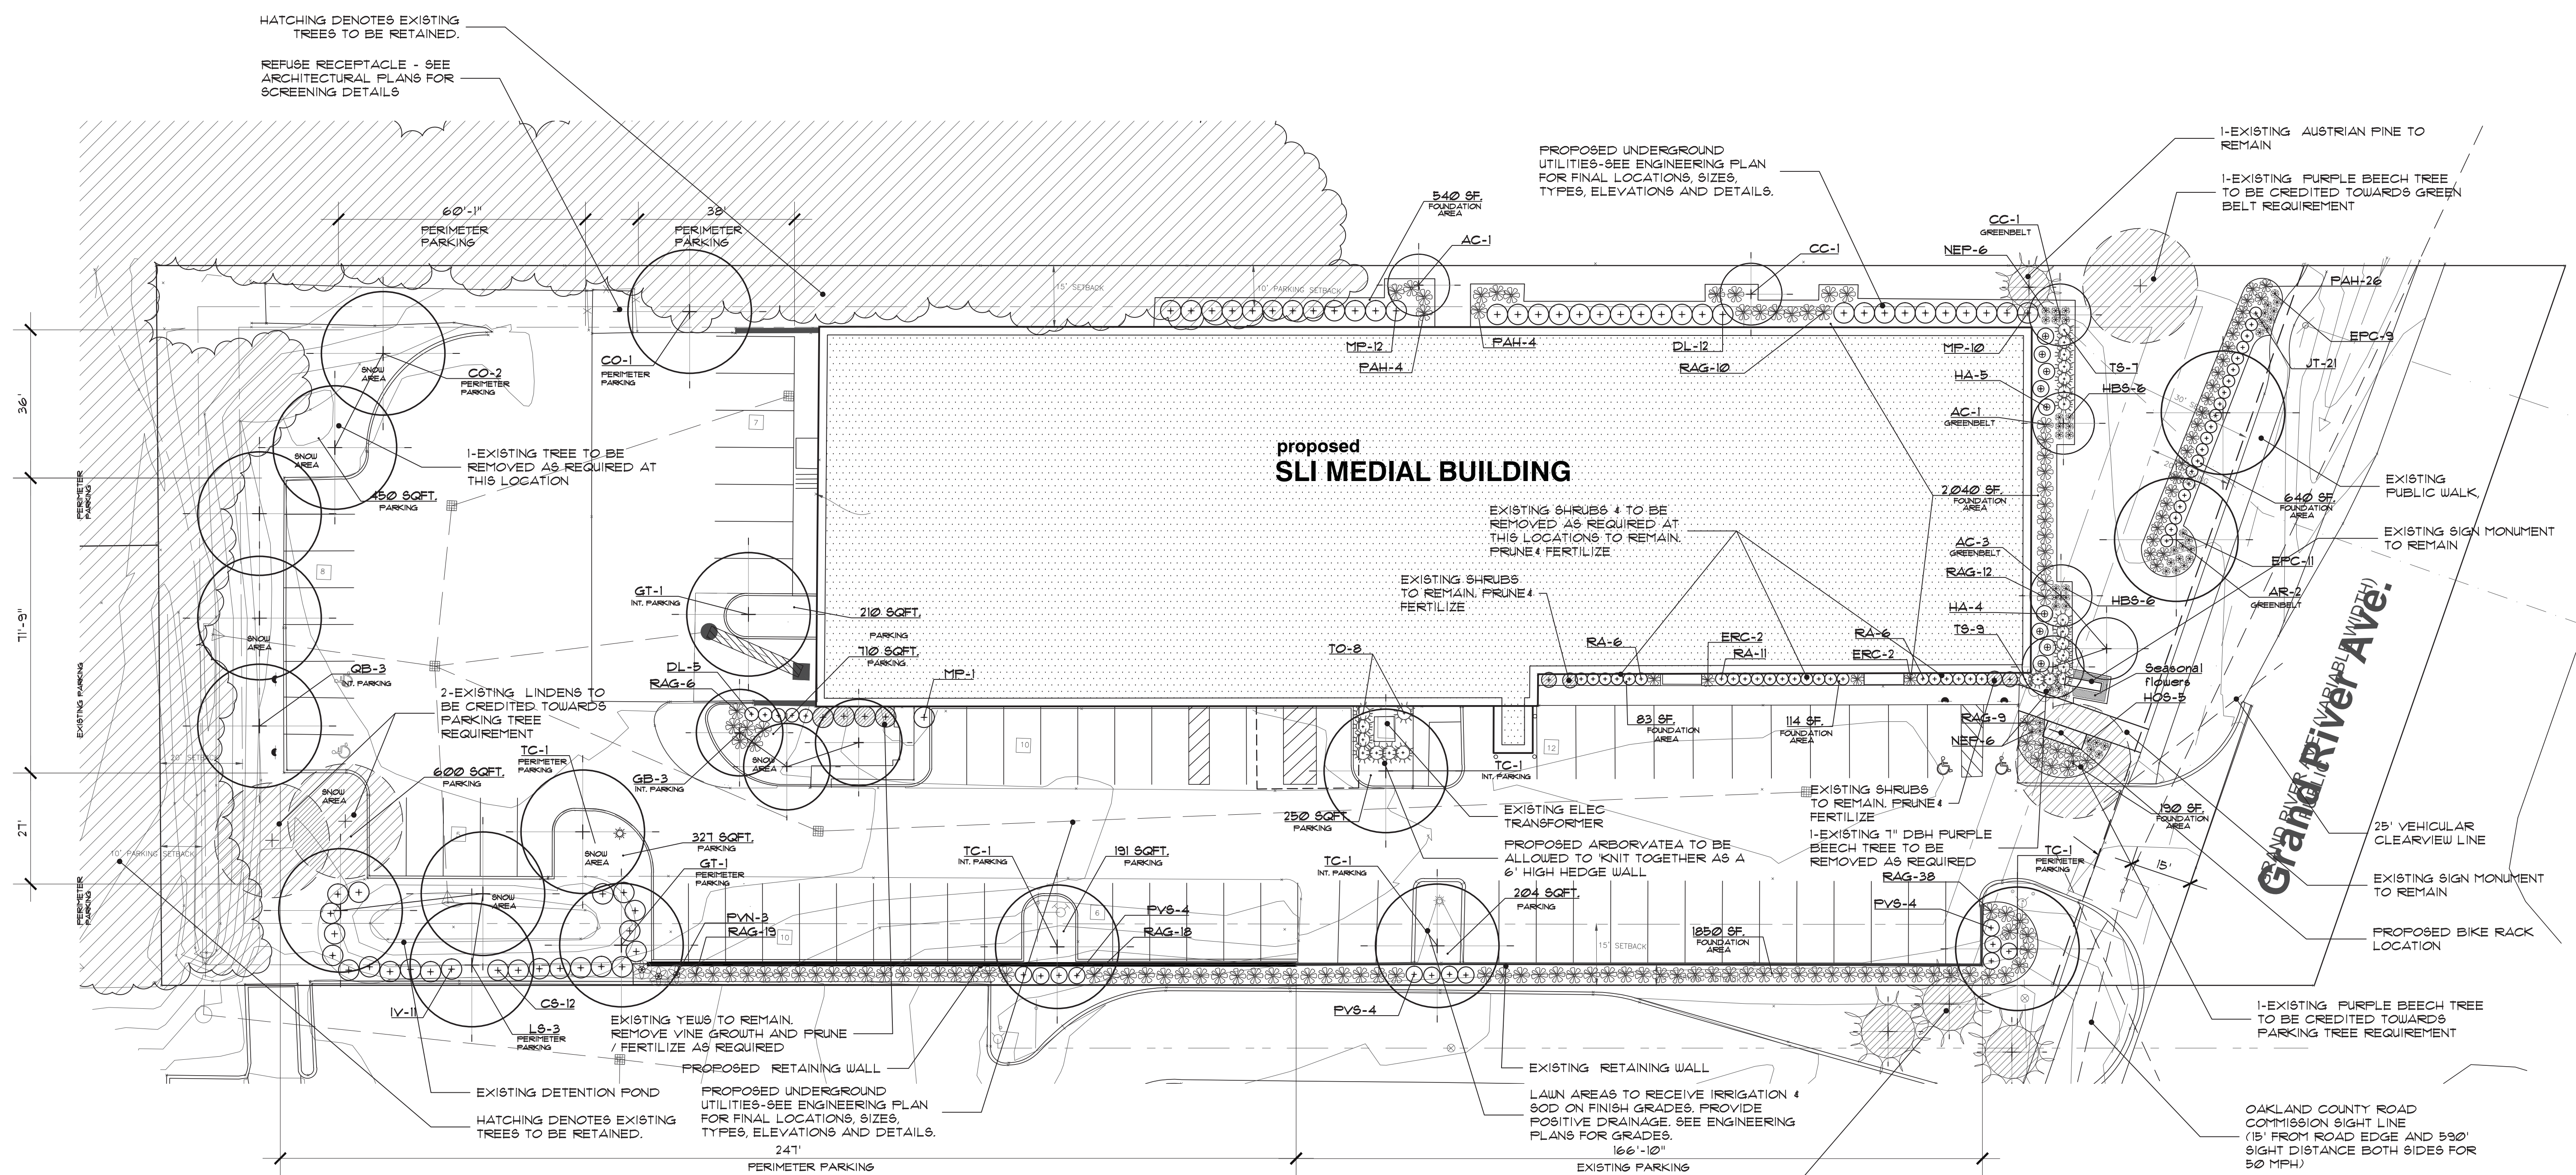 HATCHING DENOTES EXISTING
TREES TO BE RETAINED.
REFUSE RECEPTACLE - SEE
ARCHITECTURAL PLANS FOR
SCREENING DETAILS
60'-1"
PERIMETER
PARKING
38'
PERIMETER
PARKING
540 SF.
FOUNDATION
AREA
AC-1
PROPOSED UNDERGROUND
UTILITIES-SEE ENGINEERING PLAN
FOR FINAL LOCATIONS, SIZES,
TYPES, ELEVATIONS AND DETAILS.
CC-1
CC-1
GREENBELT
NEP-6
1-EXISTING AUSTRIAN PINE TO
REMAIN
1-EXISTING PURPLE BEECH TREE
TO BE CREDITED TOWARDS GREEN
BELT REQUIREMENT
15' SETBACK
10' PARKING SETBACK
PAH-26
EPC-9
JT-21
MP-12
PAH-4
PAH-4
DL-12
RAG-10
MP-10
TS-7
HA-5
HBS-6
AC-1
GREENBELT
CO-1
PERIMETER
PARKING
CO-2
PERIMETER
PARKING
SNOW
AREA
36'
7
1-EXISTING TREE TO BE
REMOVED AS REQUIRED AT
THIS LOCATION
SNOW
AREA
450 SQFT.
PARKING
PERIMETER
PARKING
proposed
SLI MEDIAL BUILDING
2,040 SF.
FOUNDATION
AREA
640 SF.
FOUNDATION
AREA
EXISTING
PUBLIC WALK,
EXISTING SIGN MONUMENT
TO REMAIN
EXISTING SHRUBS & TO BE
REMOVED AS REQUIRED AT
THIS LOCATIONS TO REMAIN.
PRUNE& FERTILIZE
EXISTING SHRUBS
TO REMAIN. PRUNE&
FERTILIZE
AC-3
GREENBELT
RAG-12
HBS-6
EPC-11
AR-2
GREENBELT
HA-4
TS-9
8
GT-1
INT. PARKING
210 SQFT.
PARKING
710 SQFT.
PARKING
71'-9"
SNOW
AREA
QB-3
INT. PARKING
DL-5
RAG-6
MP-1
TO-8
RA-6
ERC-2
RA-11
RA-6
ERC-2
Seasonal
flowers
HOS-5
RAG-9
NEP-6
EXISTING PARKING
2-EXISTING LINDENS TO
BE CREDITED TOWARDS
PARKING TREE
REQUIREMENT
TC-1
PERIMETER
PARKING
600 SQFT.
PARKING
GB-3
INT. PARKING
SNOW
AREA
10
12
83 SF.
FOUNDATION
AREA
114 SF.
FOUNDATION
AREA
TC-1
INT. PARKING
250 SQFT.
PARKING
EXISTING ELEC
TRANSFORMER
EXISTING SHRUBS
TO REMAIN. PRUNE&
FERTILIZE
190 SF.
FOUNDATION
AREA
25' VEHICULAR
CLEARVIEW LINE
Grand River Ave.
SNOW
AREA
27'
10' PARKING SETBACK
327 SQFT.
PARKING
SNOW
AREA
GT-1
PERIMETER
PARKING
TC-1
INT. PARKING
191 SQFT.
PARKING
TC-1
INT. PARKING
204 SQFT.
PARKING
PROPOSED ARBORVATEA TO BE
ALLOWED TO 'KNIT TOGETHER AS A
6' HIGH HEDGE WALL
1-EXISTING 7" DBH PURPLE
BEECH TREE TO BE
REMOVED AS REQUIRED
TC-1
PERIMETER
PARKING
15'
RAG-38
PVS-4
EXISTING SIGN MONUMENT
TO REMAIN
PROPOSED BIKE RACK
LOCATION
PERIMETER
PARKING
SNOW
AREA
PVN-3
RAG-19
10
6
PVS-4
RAG-18
15' SETBACK
1850 SF.
FOUNDATION
AREA
IV-11
CS-12
LS-3
PERIMETER
PARKING
PVS-4
EXISTING YEWS TO REMAIN.
REMOVE VINE GROWTH AND PRUNE
/ FERTILIZE AS REQUIRED
PROPOSED RETAINING WALL
EXISTING RETAINING WALL
1-EXISTING PURPLE BEECH TREE
TO BE CREDITED TOWARDS
PARKING TREE REQUIREMENT
EXISTING DETENTION POND
HATCHING DENOTES EXISTING
TREES TO BE RETAINED.
PROPOSED UNDERGROUND
UTILITIES-SEE ENGINEERING PLAN
FOR FINAL LOCATIONS, SIZES,
TYPES, ELEVATIONS AND DETAILS.
LAWN AREAS TO RECEIVE IRRIGATION &
SOD ON FINISH GRADES. PROVIDE
POSITIVE DRAINAGE. SEE ENGINEERING
PLANS FOR GRADES.
OAKLAND COUNTY ROAD
COMMISSION SIGHT LINE
(15' FROM ROAD EDGE AND 590'
SIGHT DISTANCE BOTH SIDES FOR
50 MPH)
247'
PERIMETER PARKING
166'-10"
EXISTING PARKING